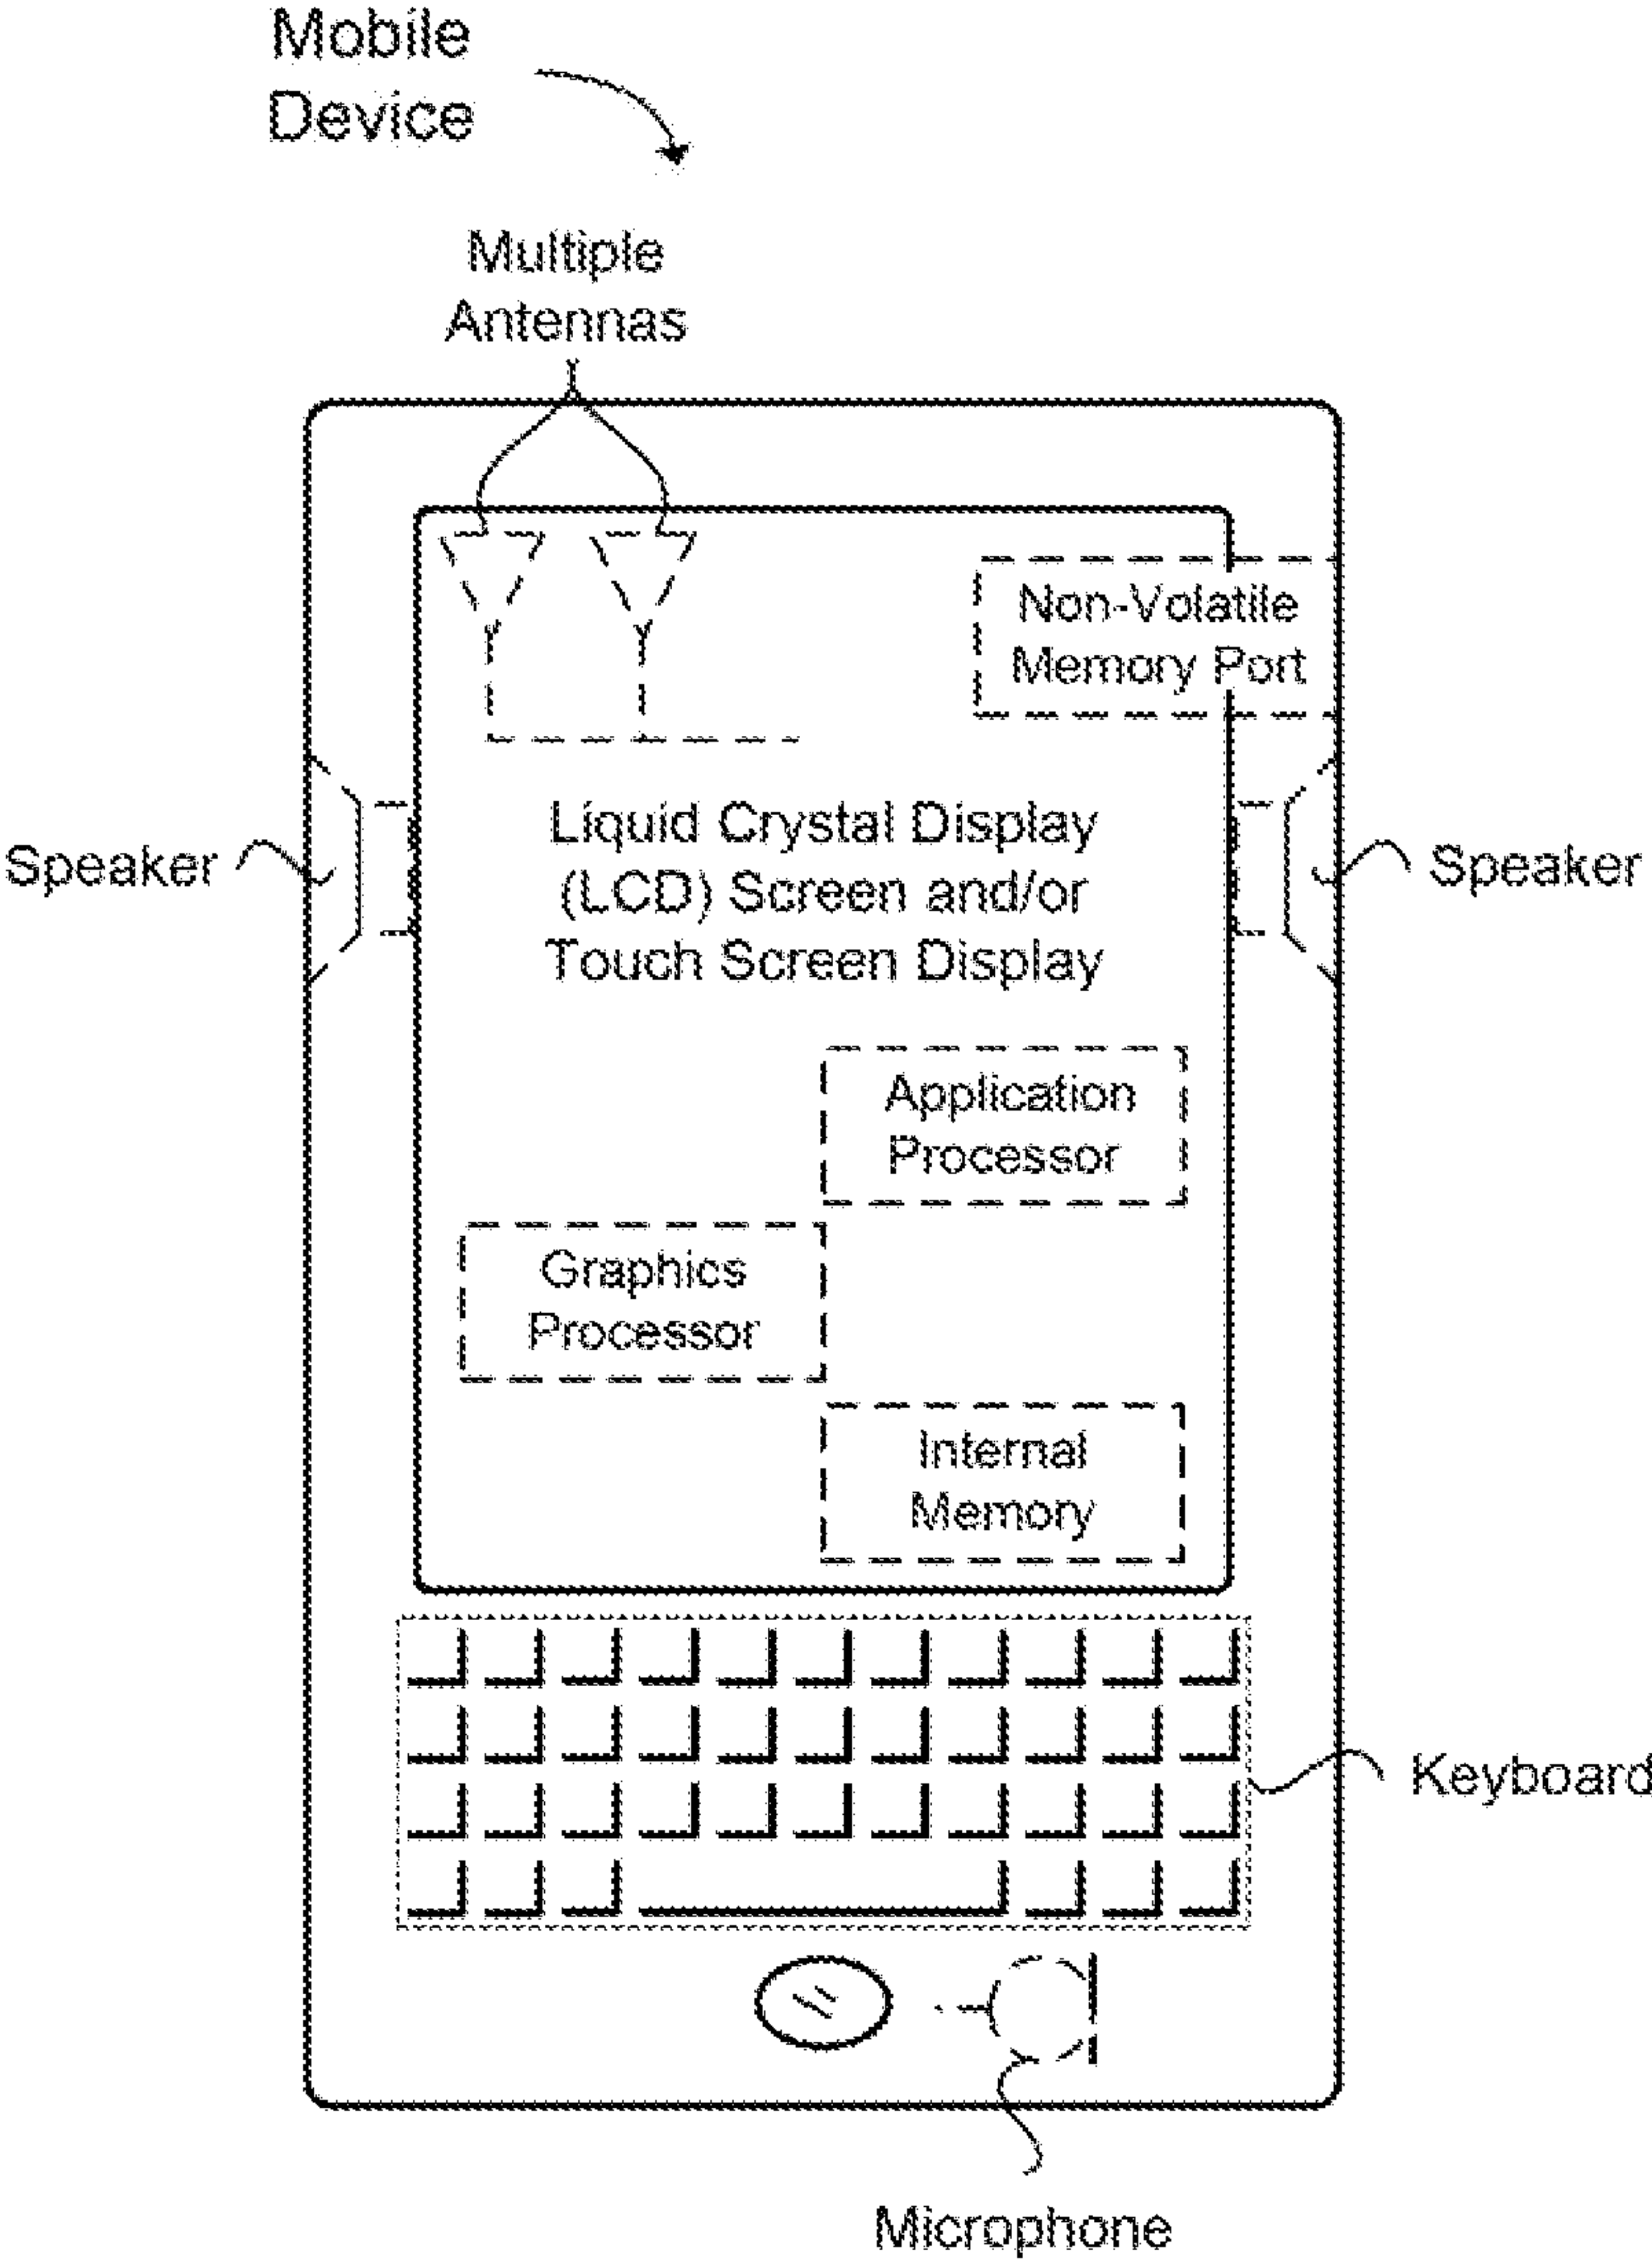 Mobile
Device
Multiple
Antennas
Non-Volatile
Memory Port
Speaker
Liquid Crystal Display
(LCD) Screen and/or
Touch Screen Display
Speaker
Application
Processor
Graphics
Processor
Internal
Memory
Keyboard
Microphone